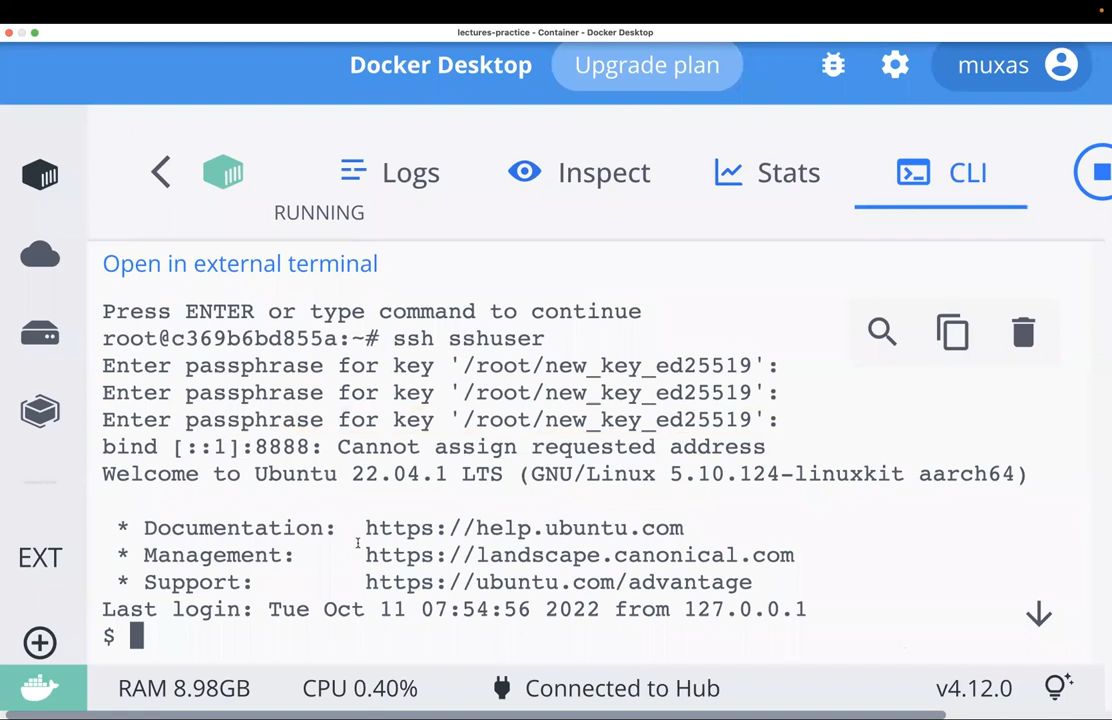 lectures-practice - Container - Docker Desktop
Docker Desktop
Upgrade plan
muxas
Logs
Inspect
Stats
CLI
RUNNING
Open in external terminal
Press ENTER or type command to continue
root@c369b6bd855a:~# ssh sshuser
Enter passphrase for key '/root/new_key_ed25519':
Enter passphrase for key '/root/new_key_ed25519':
Enter passphrase for key '/root/new_key_ed25519':
bind [::1]:8888: Cannot assign requested address
Welcome to Ubuntu 22.04.1 LTS (GNU/Linux 5.10.124-linuxkit aarch64)
* Documentation: https://help.ubuntu.com
* Management: https://landscape.canonical.com
* Support: https://ubuntu.com/advantage
Last login: Tue Oct 11 07:54:56 2022 from 127.0.0.1
$
EXT
RAM 8.98GB
CPU 0.40%
Connected to Hub
v4.12.0